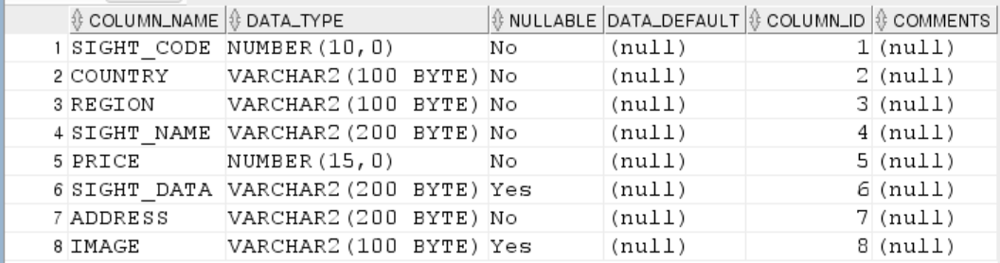 COLUMN_NAME DATA_TYPE NULLABLE DATA_DEFAULT COLUMN_ID COMMENTS
1 SIGHT_CODE NUMBER(10,0) No (null) 1 (null)
2 COUNTRY VARCHAR2(100 BYTE) No (null) 2 (null)
3 REGION VARCHAR2(100 BYTE) No (null) 3 (null)
4 SIGHT_NAME VARCHAR2(200 BYTE) No (null) 4 (null)
5 PRICE NUMBER(15,0) No (null) 5 (null)
6 SIGHT_DATA VARCHAR2(200 BYTE) Yes (null) 6 (null)
7 ADDRESS VARCHAR2(200 BYTE) No (null) 7 (null)
8 IMAGE VARCHAR2(100 BYTE) Yes (null) 8 (null)